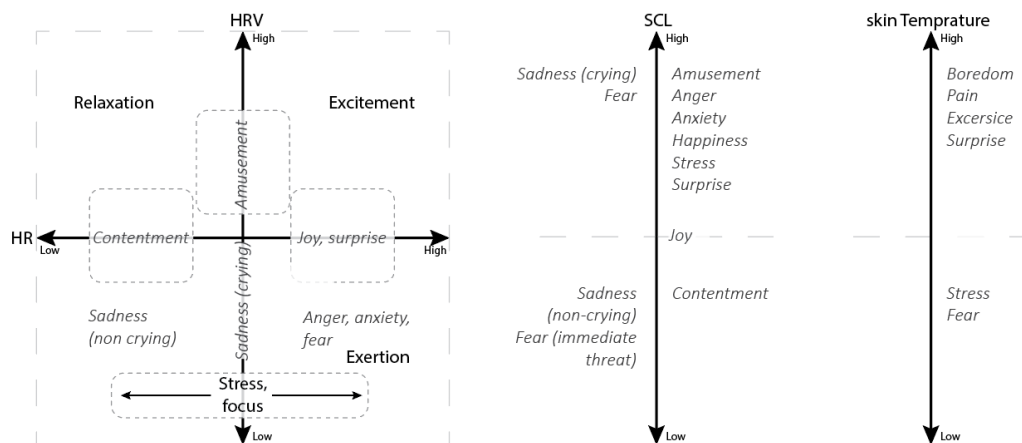 HRV
High
Relaxation
Excitement
Amusement
HR
Low
Contentment
Joy, surprise
High
Sadness (crying)
Sadness
(non crying)
Anger, anxiety,
fear
Exertion
Stress,
focus
Low
SCL
High
Sadness (crying)
Fear
Amusement
Anger
Anxiety
Happiness
Stress
Surprise
Joy
Sadness
(non-crying)
Fear (immediate
threat)
Contentment
Low
skin Temprature
High
Boredom
Pain
Excersice
Surprise
Stress
Fear
Low